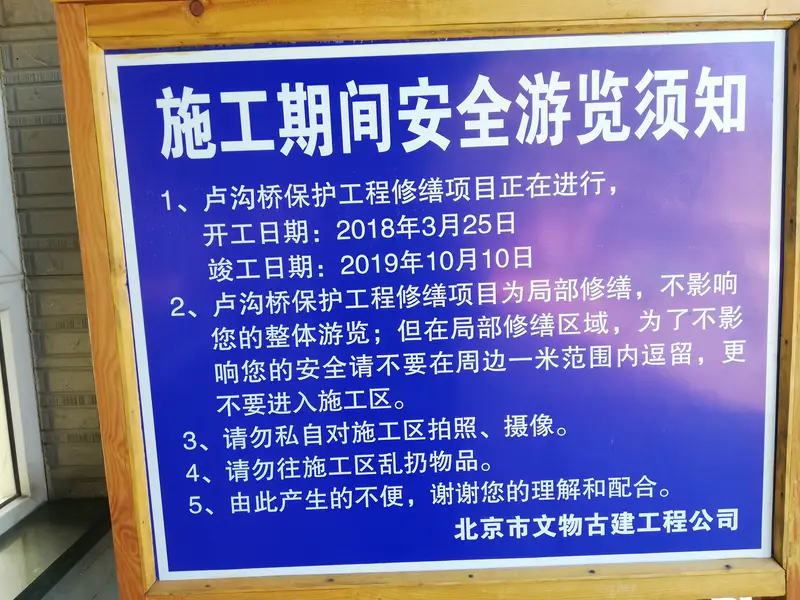 施工期间安全游览须知
1、卢沟桥保护工程修缮项目正在进行，
开工日期：2018年3月25日
竣工日期：2019年10月10日
2、卢沟桥保护工程修缮项目为局部修缮，不影响
您的整体游览；但在局部修缮区域，为了不影
响您的安全请不要在周边一米范围内逗留，更
不要进入施工区。
3、请勿私自对施工区拍照、摄像。
4、请勿往施工区乱扔物品。
5、由此产生的不便，谢谢您的理解和配合。
北京市文物古建工程公司